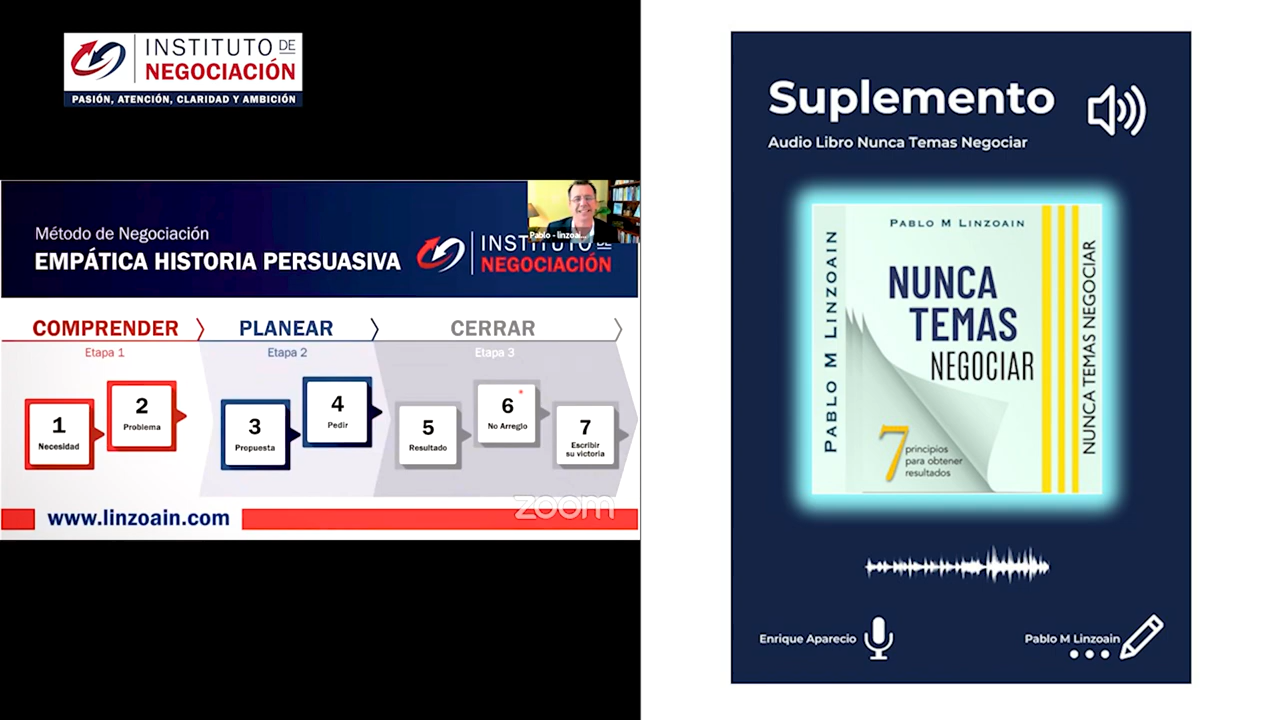 INSTITUTO DE
NEGOCIACIÓN
PASIÓN, ATENCIÓN, CLARIDAD Y AMBICIÓN
Método de Negociación
EMPÁTICA HISTORIA PERSUASIVA
Pablo - linzoai...
INSTITUTO DE
NEGOCIACIÓN
COMPRENDER
PLANEAR
CERRAR
Etapa 1
Etapa 2
Etapa 3
1
Necesidad
2
Problema
3
Propuesta
4
Pedir
5
Resultado
6
No Arreglo
7
Escribir
su victoria
zoom
www.linzoain.com
Suplemento
Audio Libro Nunca Temas Negociar
PABLO M LINZOAIN
PABLO M LINZOAIN
NUNCA
TEMAS
NEGOCIAR
7 principios
para obtener
resultados
NUNCA TEMAS NEGOCIAR
Enrique Aparecio
Pablo M Linzoain